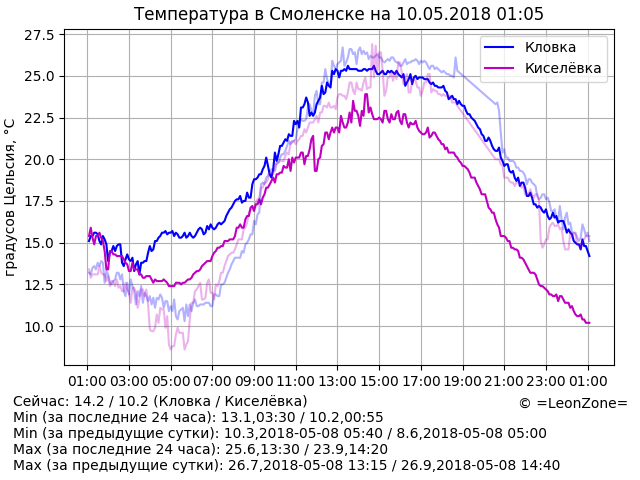 Температура в Смоленске на 10.05.2018 01:05
27.5
25.0
22.5
20.0
17.5
15.0
12.5
10.0
градусов Цельсия, °C
Кловка
Киселёвка
01:00 03:00 05:00 07:00 09:00 11:00 13:00 15:00 17:00 19:00 21:00 23:00 01:00
Сейчас: 14.2 / 10.2 (Кловка / Киселёвка)
© =LeonZone=
Min (за последние 24 часа): 13.1,03:30 / 10.2,00:55
Min (за предыдущие сутки): 10.3,2018-05-08 05:40 / 8.6,2018-05-08 05:00
Max (за последние 24 часа): 25.6,13:30 / 23.9,14:20
Max (за предыдущие сутки): 26.7,2018-05-08 13:15 / 26.9,2018-05-08 14:40